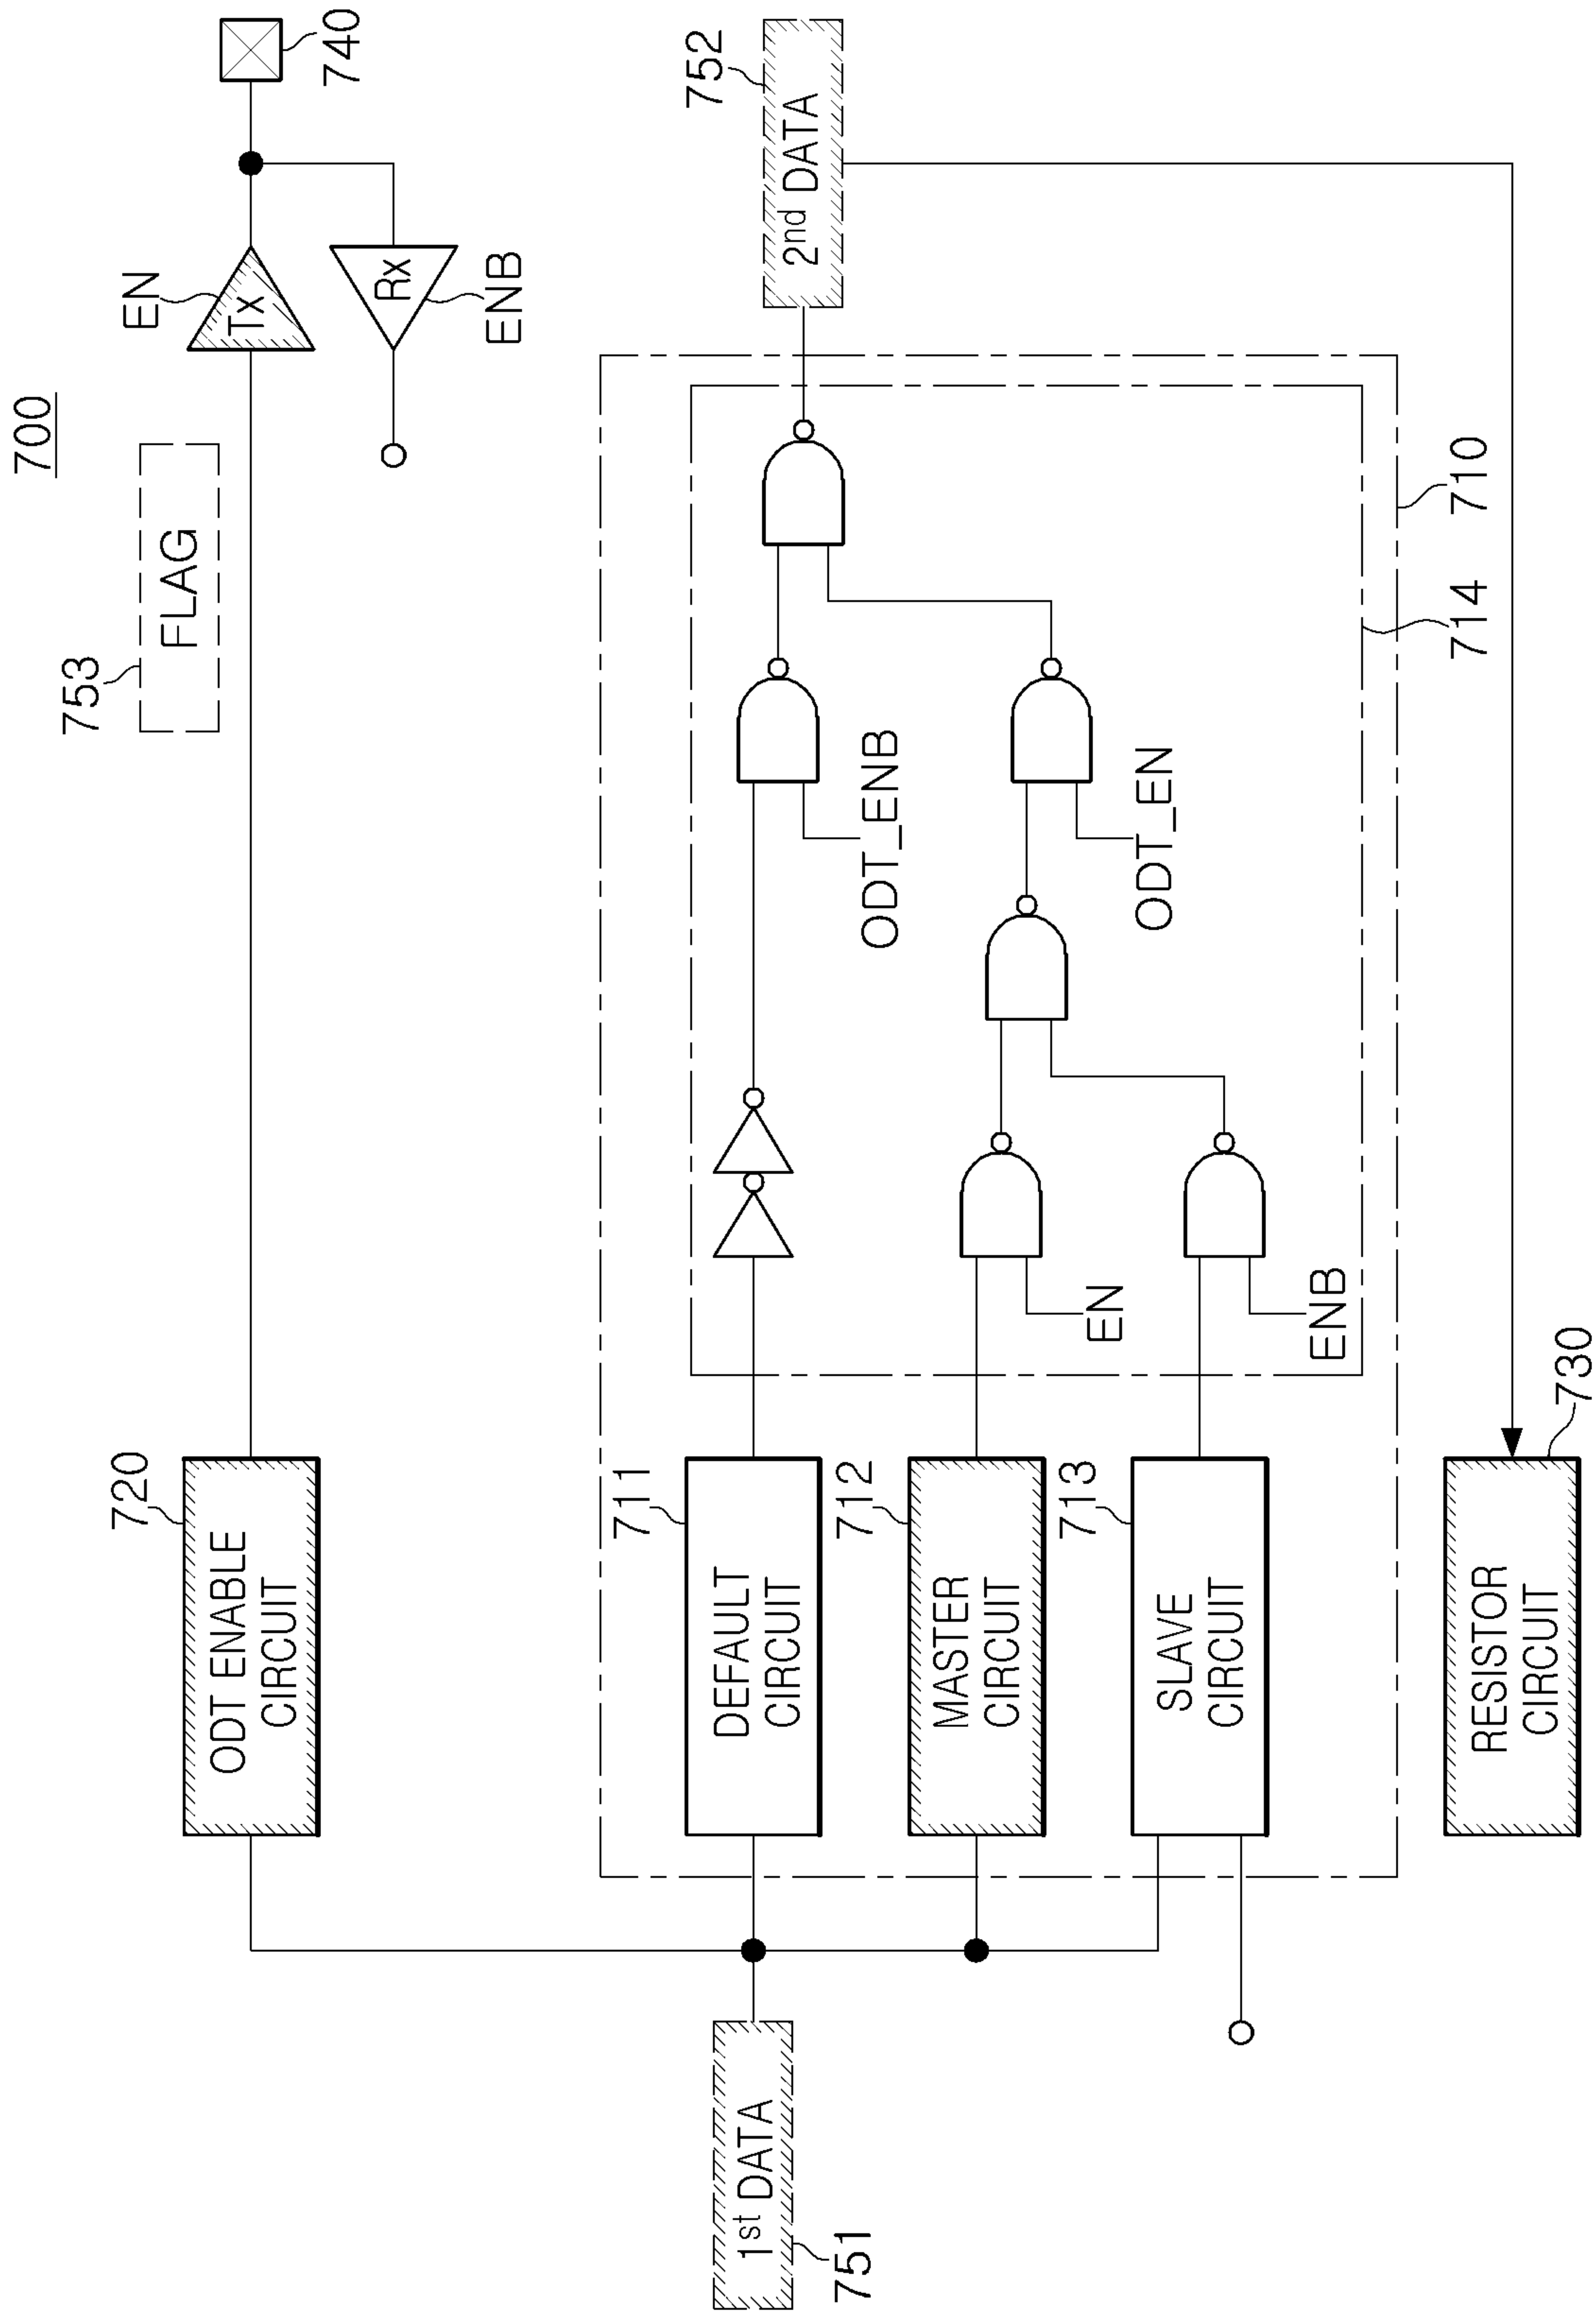 700
753
FLAG
EN
Tx
Rx
ENB
740
720
ODT ENABLE
CIRCUIT
1st DATA
751
711
DEFAULT
CIRCUIT
712
MASTER
CIRCUIT
713
SLAVE
CIRCUIT
EN
ENB
ODT_ENB
ODT_EN
714
710
752
2nd DATA
RESISTOR
CIRCUIT
730